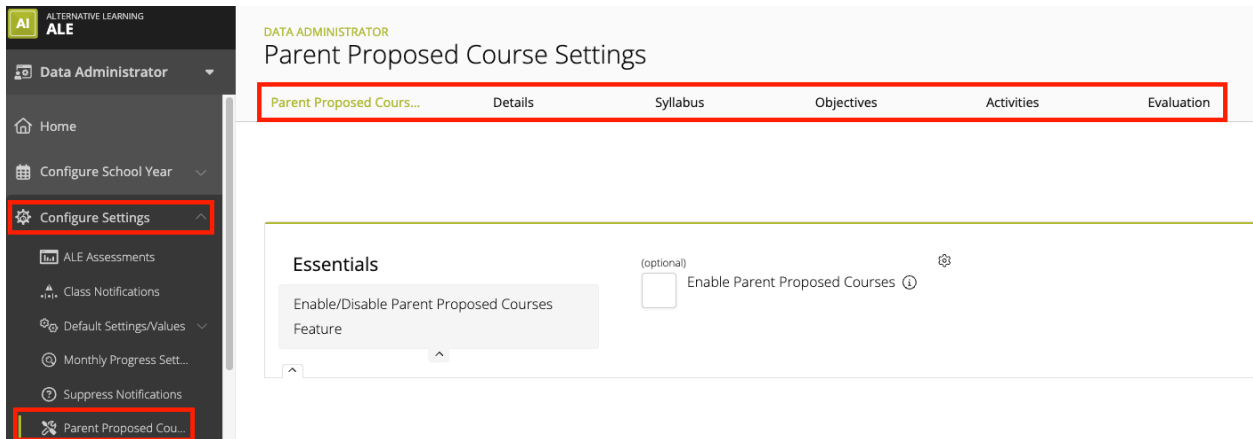 AI
ALTERNATIVE LEARNING
ALE
Data Administrator
Home
Configure School Year
Configure Settings
ALE Assessments
Class Notifications
Default Settings/Values
Monthly Progress Sett...
Suppress Notifications
Parent Proposed Cou...
DATA ADMINISTRATOR
Parent Proposed Course Settings
Parent Proposed Cours... Details Syllabus Objectives Activities Evaluation
Essentials
Enable/Disable Parent Proposed Courses
Feature
(optional)
Enable Parent Proposed Courses